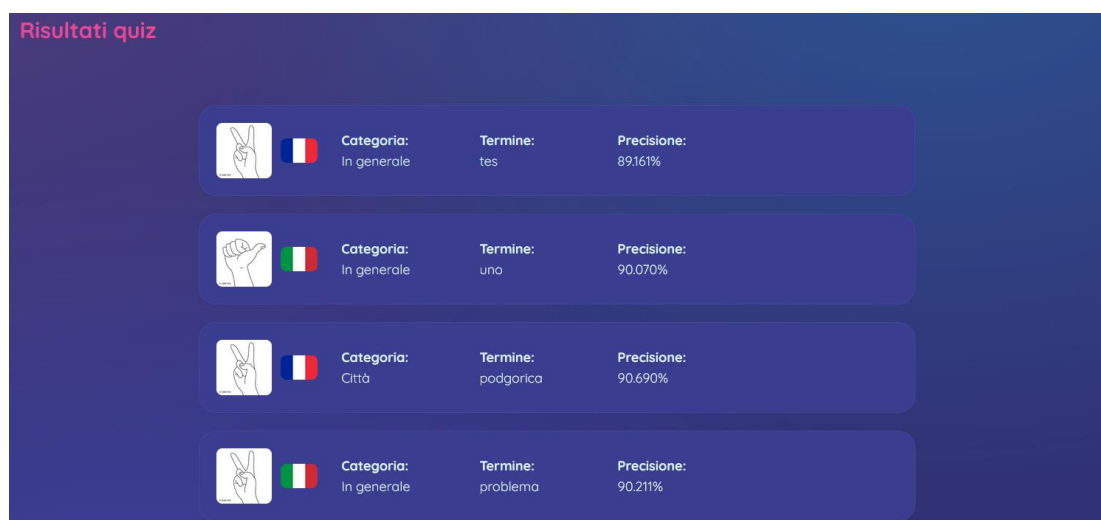 Risultati quiz
Categoria: Termine: Precisione:
In generale tes 89.161%
Categoria: Termine: Precisione:
In generale uno 90.070%
Categoria: Termine: Precisione:
Città podgorica 90.690%
Categoria: Termine: Precisione:
In generale problema 90.211%